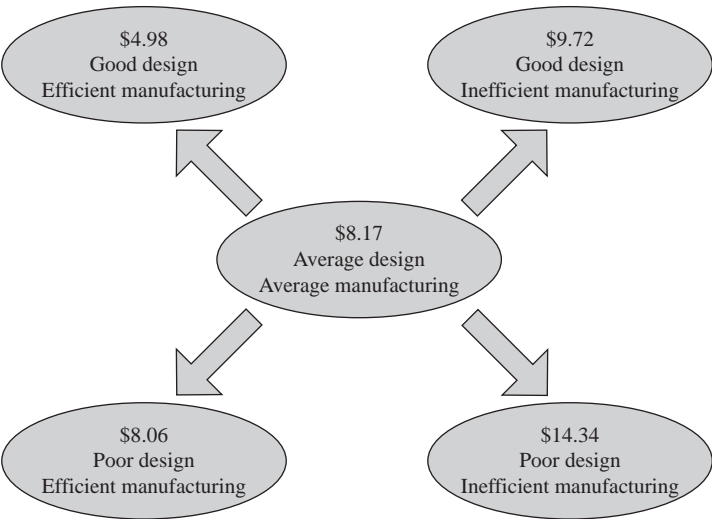 $4.98
Good design
Efficient manufacturing
$9.72
Good design
Inefficient manufacturing
$8.17
Average design
Average manufacturing
$8.06
Poor design
Efficient manufacturing
$14.34
Poor design
Inefficient manufacturing